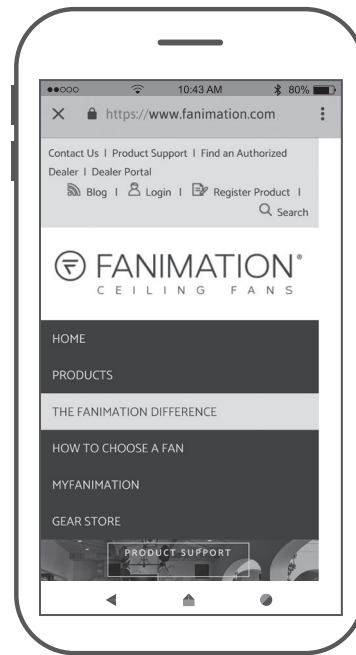 10:43 AM
80%
https://www.fanimation.com
Contact Us | Product Support | Find an Authorized
Dealer | Dealer Portal
Blog | Login | Register Product |
Search
FANIMATION®
CEILING FANS
HOME
PRODUCTS
THE FANIMATION DIFFERENCE
HOW TO CHOOSE A FAN
MYFANIMATION
GEAR STORE
PRODUCT SUPPORT